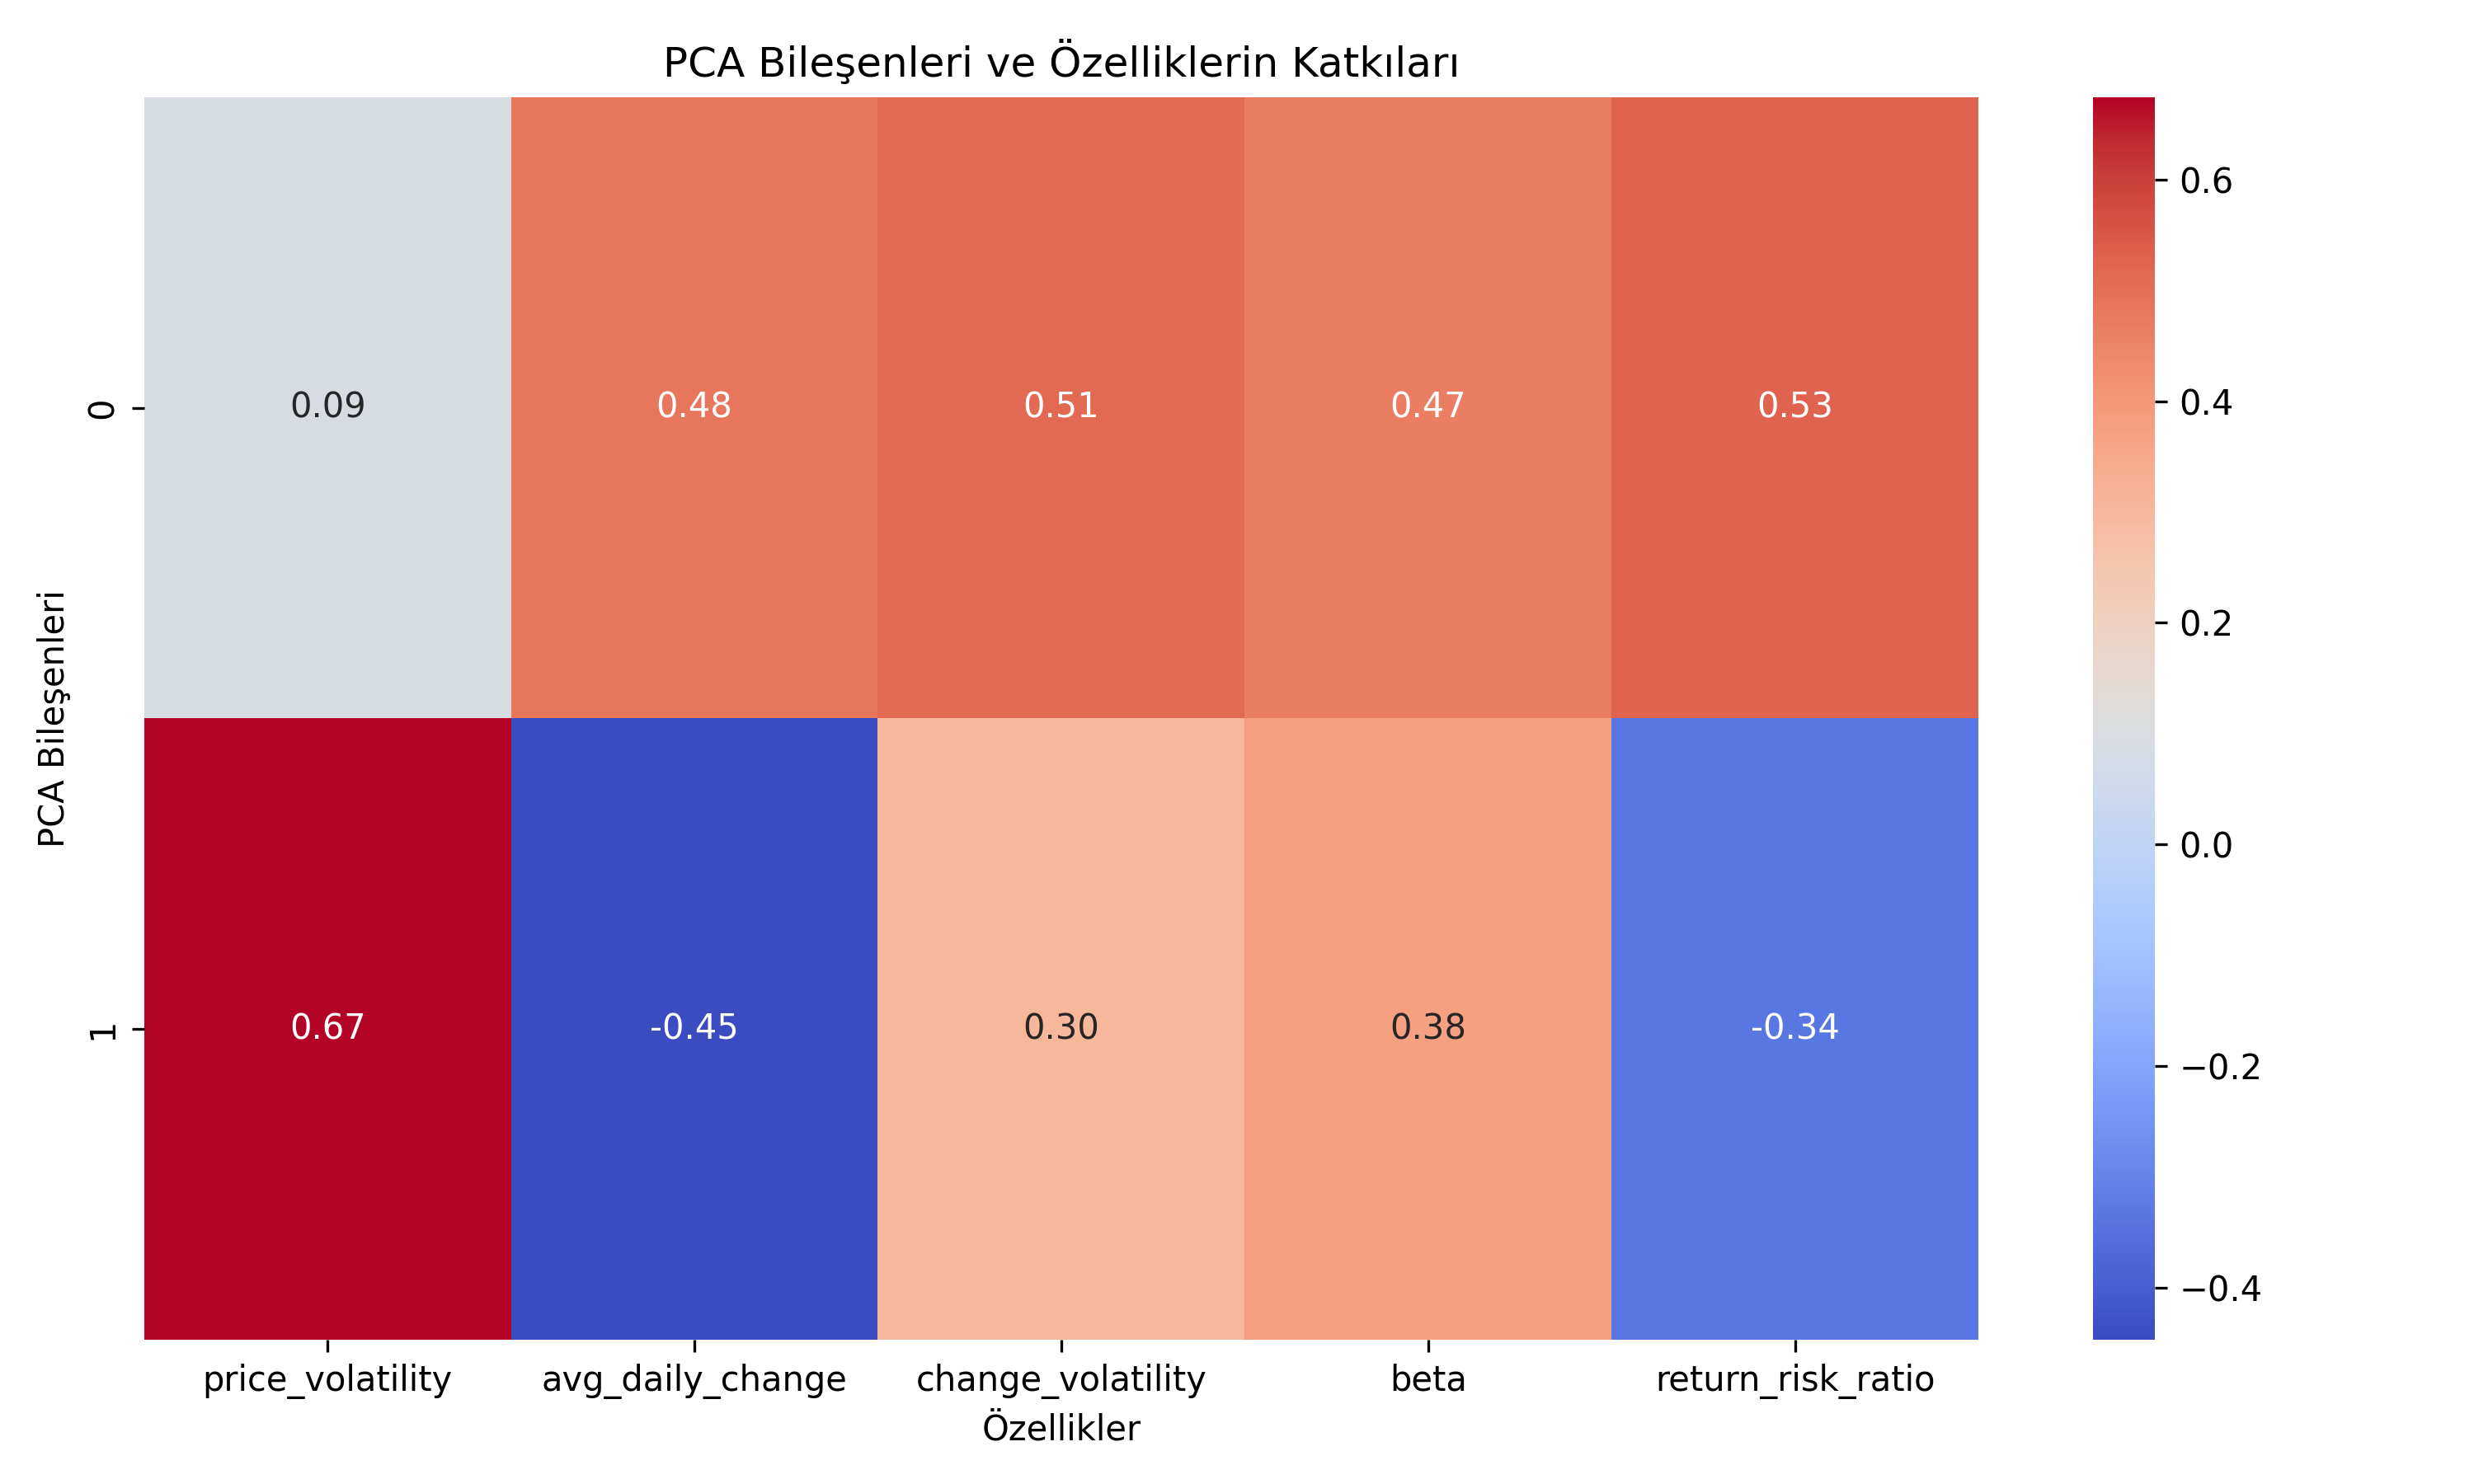 PCA Bileşenleri ve Özelliklerin Katkıları
PCA Bileşenleri
0
0.09 0.48 0.51 0.47 0.53
1
0.67 -0.45 0.30 0.38 -0.34
price_volatility avg_daily_change change_volatility beta return_risk_ratio
Özellikler
0.6
0.4
0.2
0.0
−0.2
−0.4